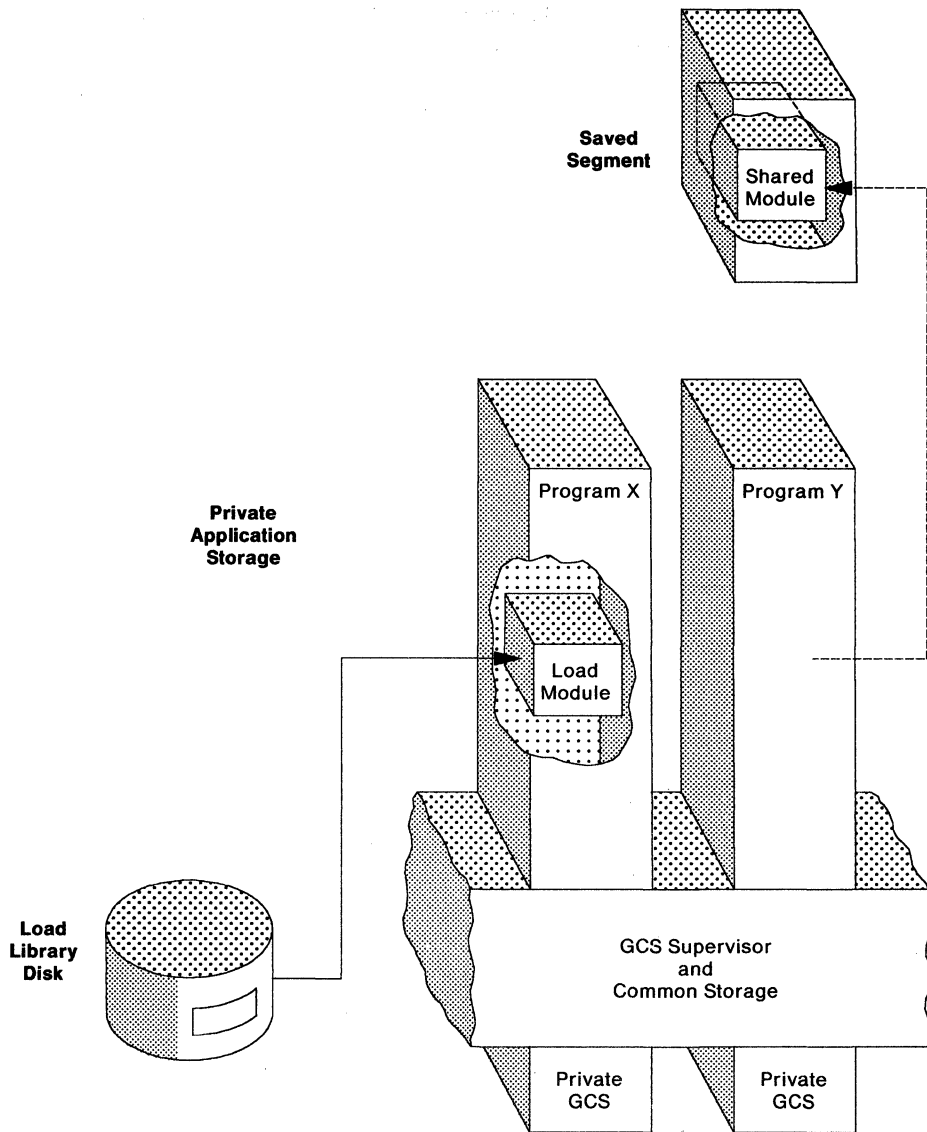 Saved
Segment
Shared
Module
Program X
Program Y
Private
Application
Storage
Load
Module
Load
Library
Disk
GCS Supervisor
and
Common Storage
Private
GCS
Private
GCS